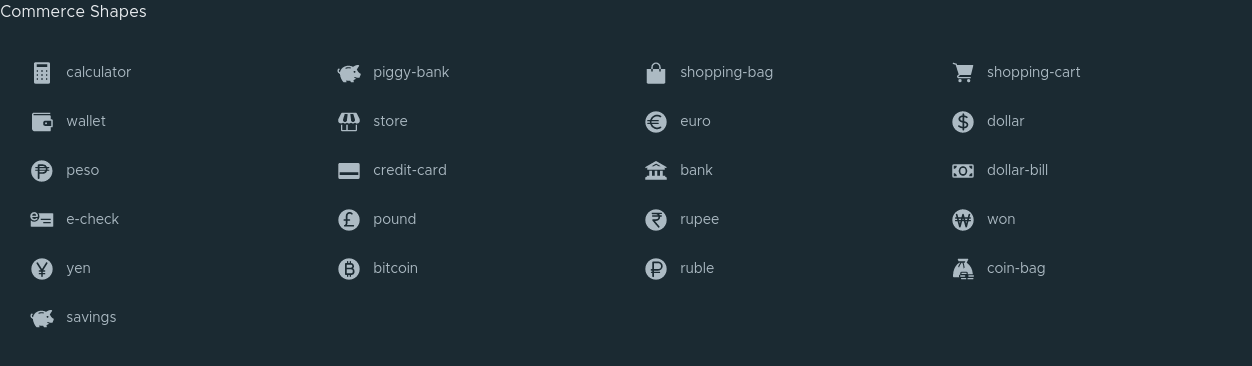 Commerce Shapes
calculator piggy-bank shopping-bag shopping-cart
wallet store euro dollar
peso credit-card bank dollar-bill
e-check pound rupee won
yen bitcoin ruble coin-bag
savings